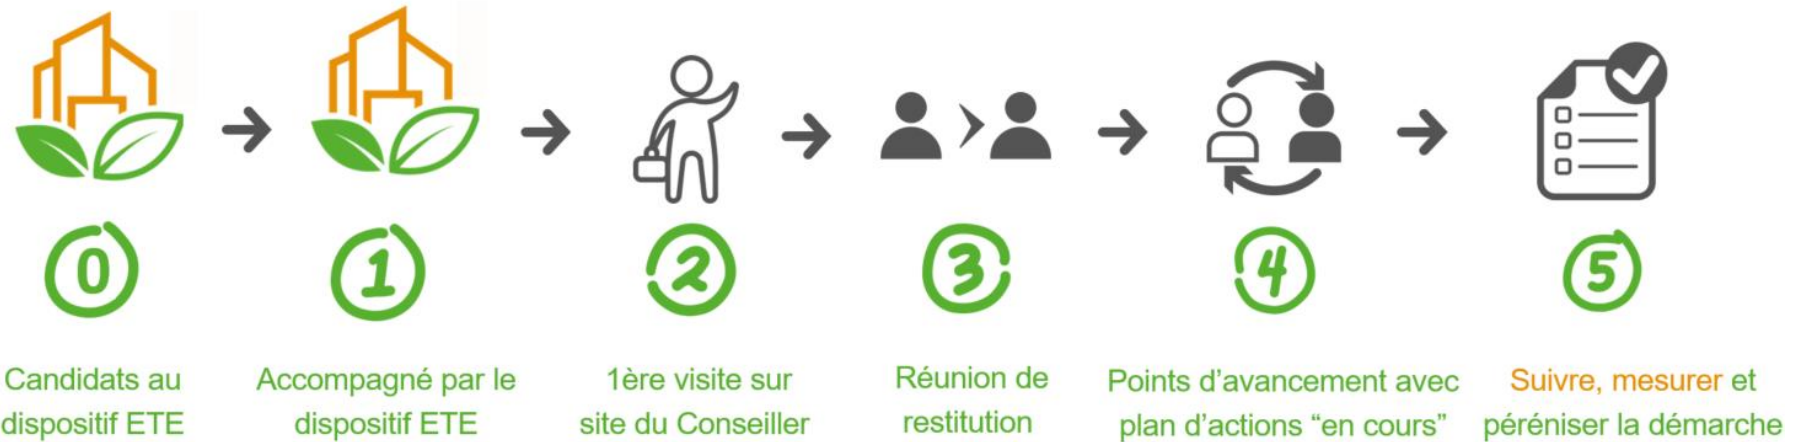 0
1
2
3
4
5
Candidats au
dispositif ETE
Accompagné par le
dispositif ETE
1ère visite sur
site du Conseiller
Réunion de
restitution
Points d’avancement avec
plan d’actions “en cours”
Suivre, mesurer et
péréniser la démarche